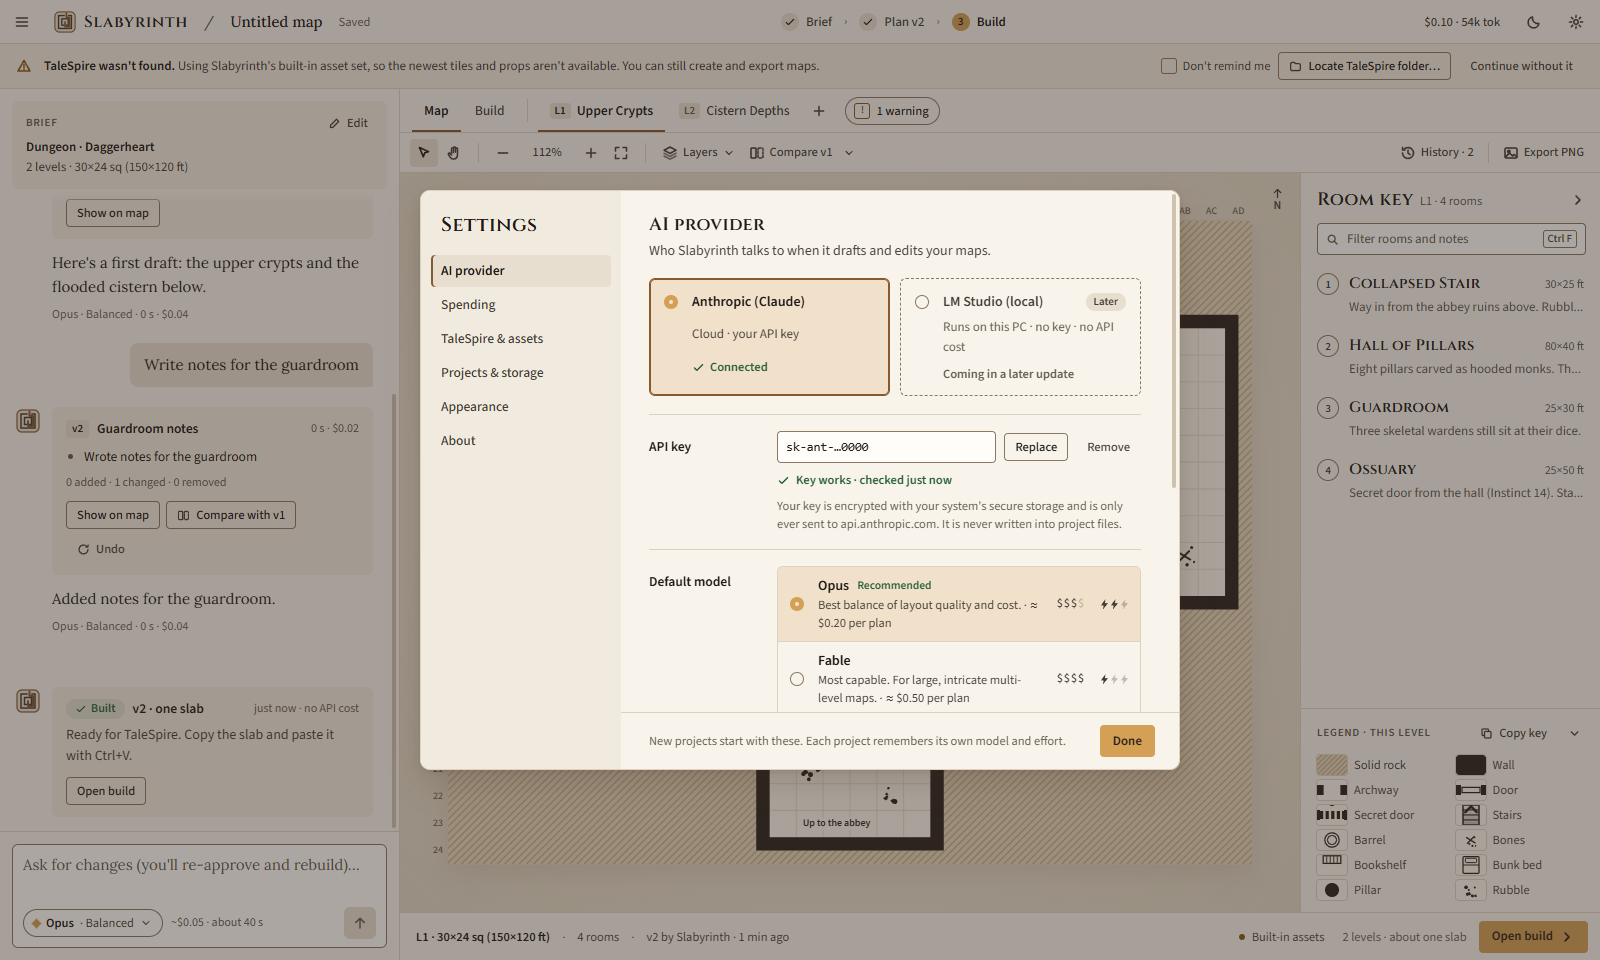 SLABYRINTH / Untitled map Saved
Brief › Plan v2 › 3 Build
$0.10 · 54k tok
TaleSpire wasn't found. Using Slabyrinth's built-in asset set, so the newest tiles and props aren't available. You can still create and export maps.
Don't remind me
Locate TaleSpire folder...
Continue without it
BRIEF
Edit
Dungeon · Daggerheart
2 levels · 30×24 sq (150×120 ft)
Show on map
Here's a first draft: the upper crypts and the
flooded cistern below.
Opus · Balanced · 0 s · $0.04
Write notes for the guardroom
v2 Guardroom notes 0 s · $0.02
Wrote notes for the guardroom
0 added · 1 changed · 0 removed
Show on map
Compare with v1
Undo
Added notes for the guardroom.
Opus · Balanced · 0 s · $0.04
Built v2 · one slab just now · no API cost
Ready for TaleSpire. Copy the slab and paste it
with Ctrl+V.
Open build
Ask for changes (you'll re-approve and rebuild)...
Opus · Balanced
~$0.05 · about 40 s
Map Build L1 Upper Crypts L2 Cistern Depths + ! 1 warning
112% Layers Compare v1
History · 2
Export PNG
N
AB AC AD
SETTINGS
AI provider
Spending
TaleSpire & assets
Projects & storage
Appearance
About
AI PROVIDER
Who Slabyrinth talks to when it drafts and edits your maps.
Anthropic (Claude)
Cloud · your API key
Connected
LM Studio (local) Later
Runs on this PC · no key · no API
cost
Coming in a later update
API key
sk-ant-…0000
Replace
Remove
Key works · checked just now
Your key is encrypted with your system's secure storage and is only
ever sent to api.anthropic.com. It is never written into project files.
Default model
Opus Recommended
Best balance of layout quality and cost. · ≈
$0.20 per plan
$$$$
Fable
Most capable. For large, intricate multi-
level maps. · ≈ $0.50 per plan
$$$$
New projects start with these. Each project remembers its own model and effort.
Done
22
23
24
Up to the abbey
ROOM KEY L1 · 4 rooms
Filter rooms and notes Ctrl F
1 COLLAPSED STAIR 30×25 ft
Way in from the abbey ruins above. Rubbl...
2 HALL OF PILLARS 80×40 ft
Eight pillars carved as hooded monks. Th...
3 GUARDROOM 25×30 ft
Three skeletal wardens still sit at their dice.
4 OSSUARY 25×50 ft
Secret door from the hall (Instinct 14). Sta...
LEGEND · THIS LEVEL
Copy key
Solid rock Wall
Archway Door
Secret door Stairs
Barrel Bones
Bookshelf Bunk bed
Pillar Rubble
L1 · 30×24 sq (150×120 ft) · 4 rooms · v2 by Slabyrinth · 1 min ago
Built-in assets
2 levels · about one slab
Open build